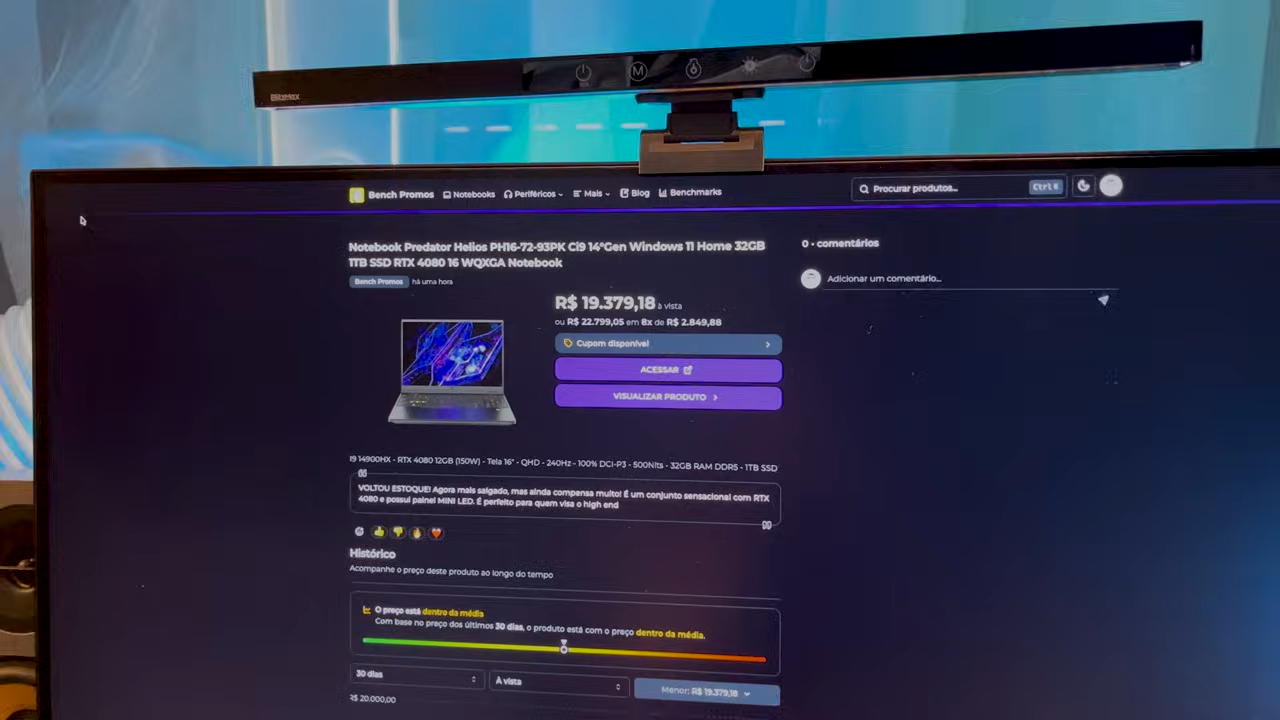 BlitzMax
M
Bench Promos Notebooks Periféricos Mais Blog Benchmarks Procurar produtos... Ctrl K
Notebook Predator Helios PH16-72-93PK Ci9 14ªGen Windows 11 Home 32GB
1TB SSD RTX 4080 16 WQXGA Notebook
Bench Promos há uma hora
R$ 19.379,18 à vista
ou R$ 22.799,05 em 8x de R$ 2.849,88
Cupom disponível
ACESSAR
VISUALIZAR PRODUTO
I9 14900HX - RTX 4080 12GB (150W) - Tela 16" - QHD - 240Hz - 100% DCI-P3 - 500Nits - 32GB RAM DDR5 - 1TB SSD
VOLTOU ESTOQUE! Agora mais salgado, mas ainda compensa muito! É um conjunto sensacional com RTX
4080 e possui painel MINI LED. É perfeito para quem visa o high end
Histórico
Acompanhe o preço deste produto ao longo do tempo
O preço está dentro da média
Com base no preço dos últimos 30 dias, o produto está com o preço dentro da média.
30 dias
À vista
Menor: R$ 19.379,18
R$ 20.000,00
0 - comentários
Adicionar um comentário...